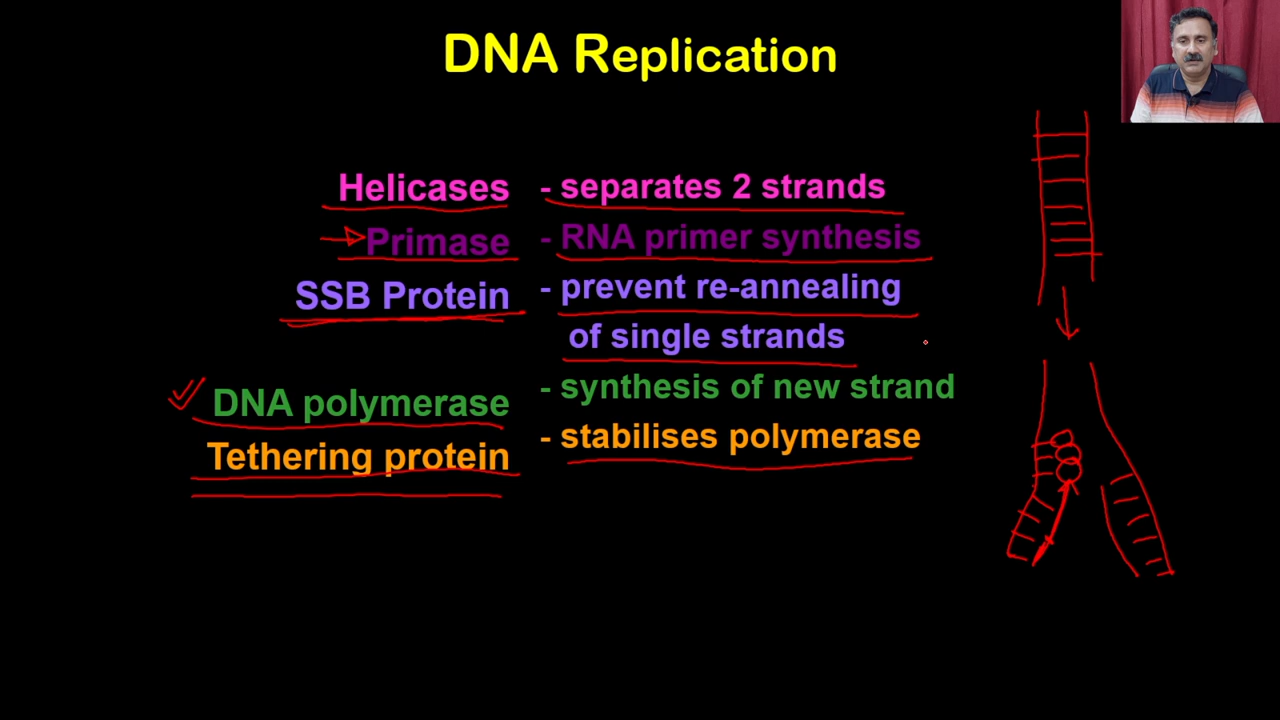 DNA Replication
Helicases - separates 2 strands
Primase - RNA primer synthesis
SSB Protein - prevent re-annealing
of single strands
DNA polymerase - synthesis of new strand
Tethering protein - stabilises polymerase